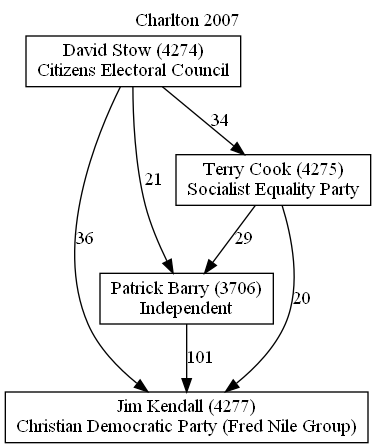 Charlton 2007
David Stow (4274)
Citizens Electoral Council
34
Terry Cook (4275)
Socialist Equality Party
21
36
29
20
Patrick Barry (3706)
Independent
101
Jim Kendall (4277)
Christian Democratic Party (Fred Nile Group)